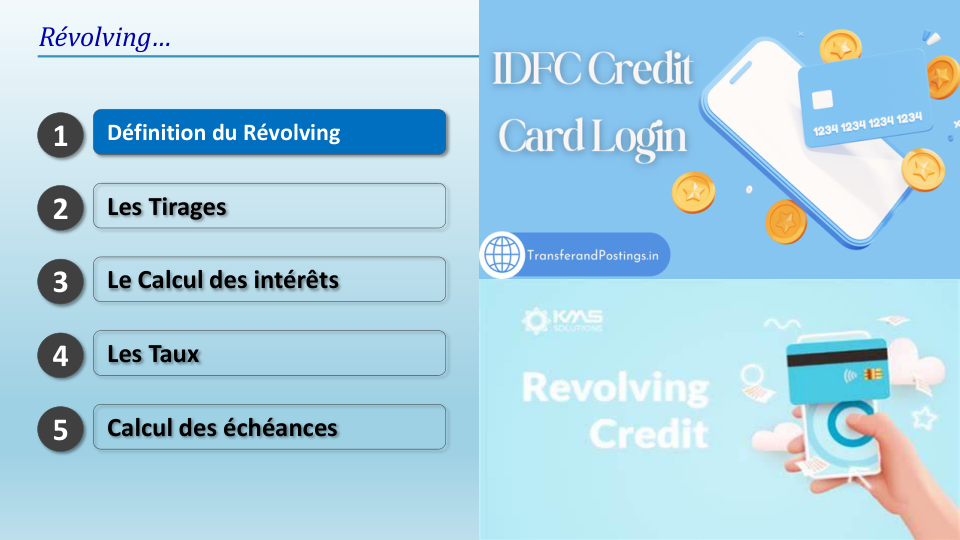 Révolving…
1 Définition du Révolving
2 Les Tirages
3 Le Calcul des intérêts
4 Les Taux
5 Calcul des échéances
IDFC Credit
Card Login
1234 1234 1234 1234
TransferandPostings.in
KMS
SOLUTIONS
Revolving
Credit